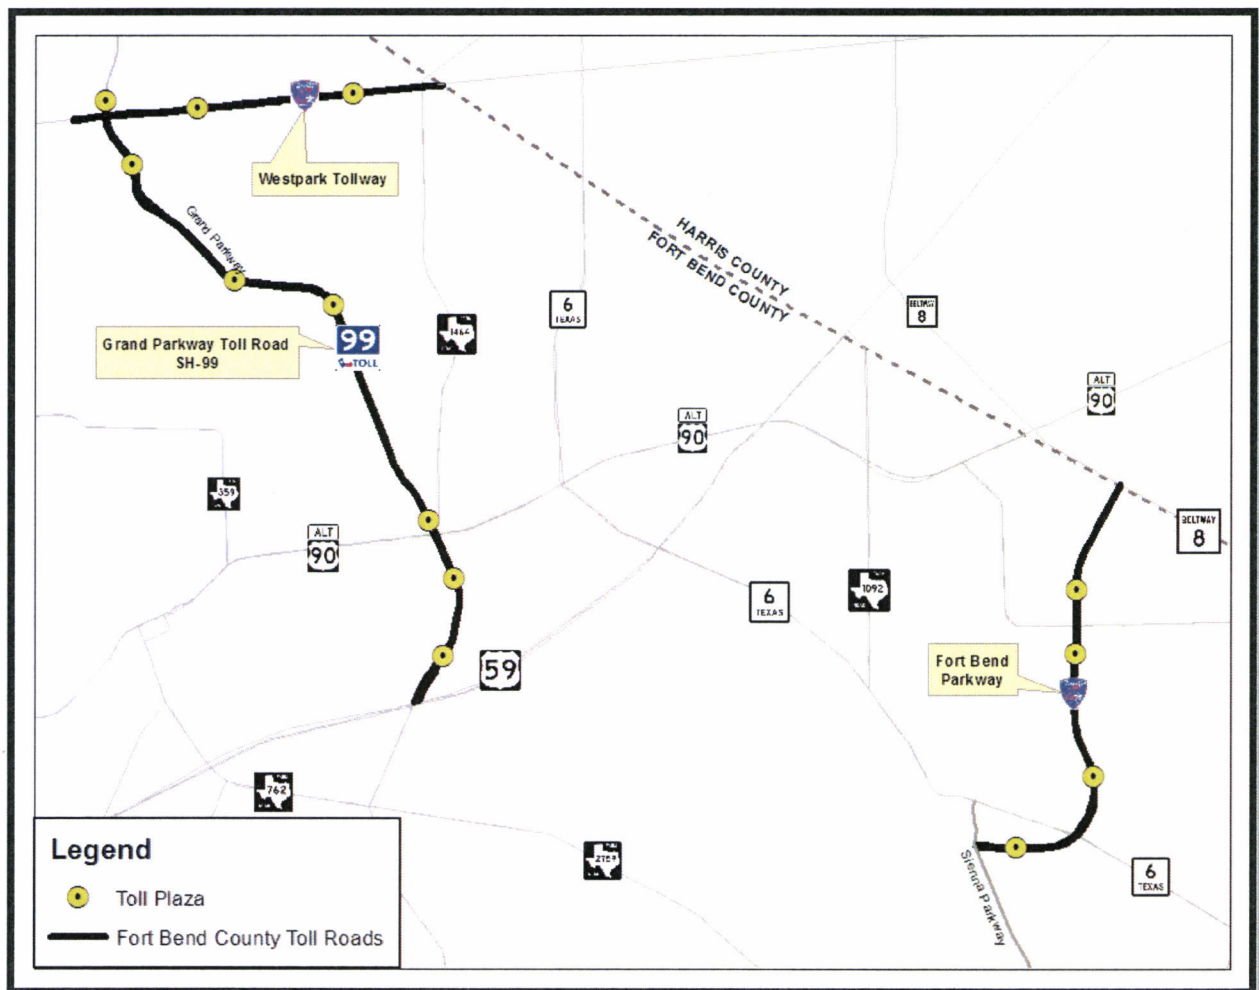 Westpark Tollway
Grand Parkway
HARRIS COUNTY
FORT BEND COUNTY
6
TEXAS
BELTWAY
8
1464
99
TOLL
Grand Parkway Toll Road
SH-99
ALT
90
ALT
90
359
ALT
90
BELTWAY
8
6
TEXAS
1092
59
Fort Bend
Parkway
762
2759
6
TEXAS
Sienna Parkway
Legend
Toll Plaza
Fort Bend County Toll Roads